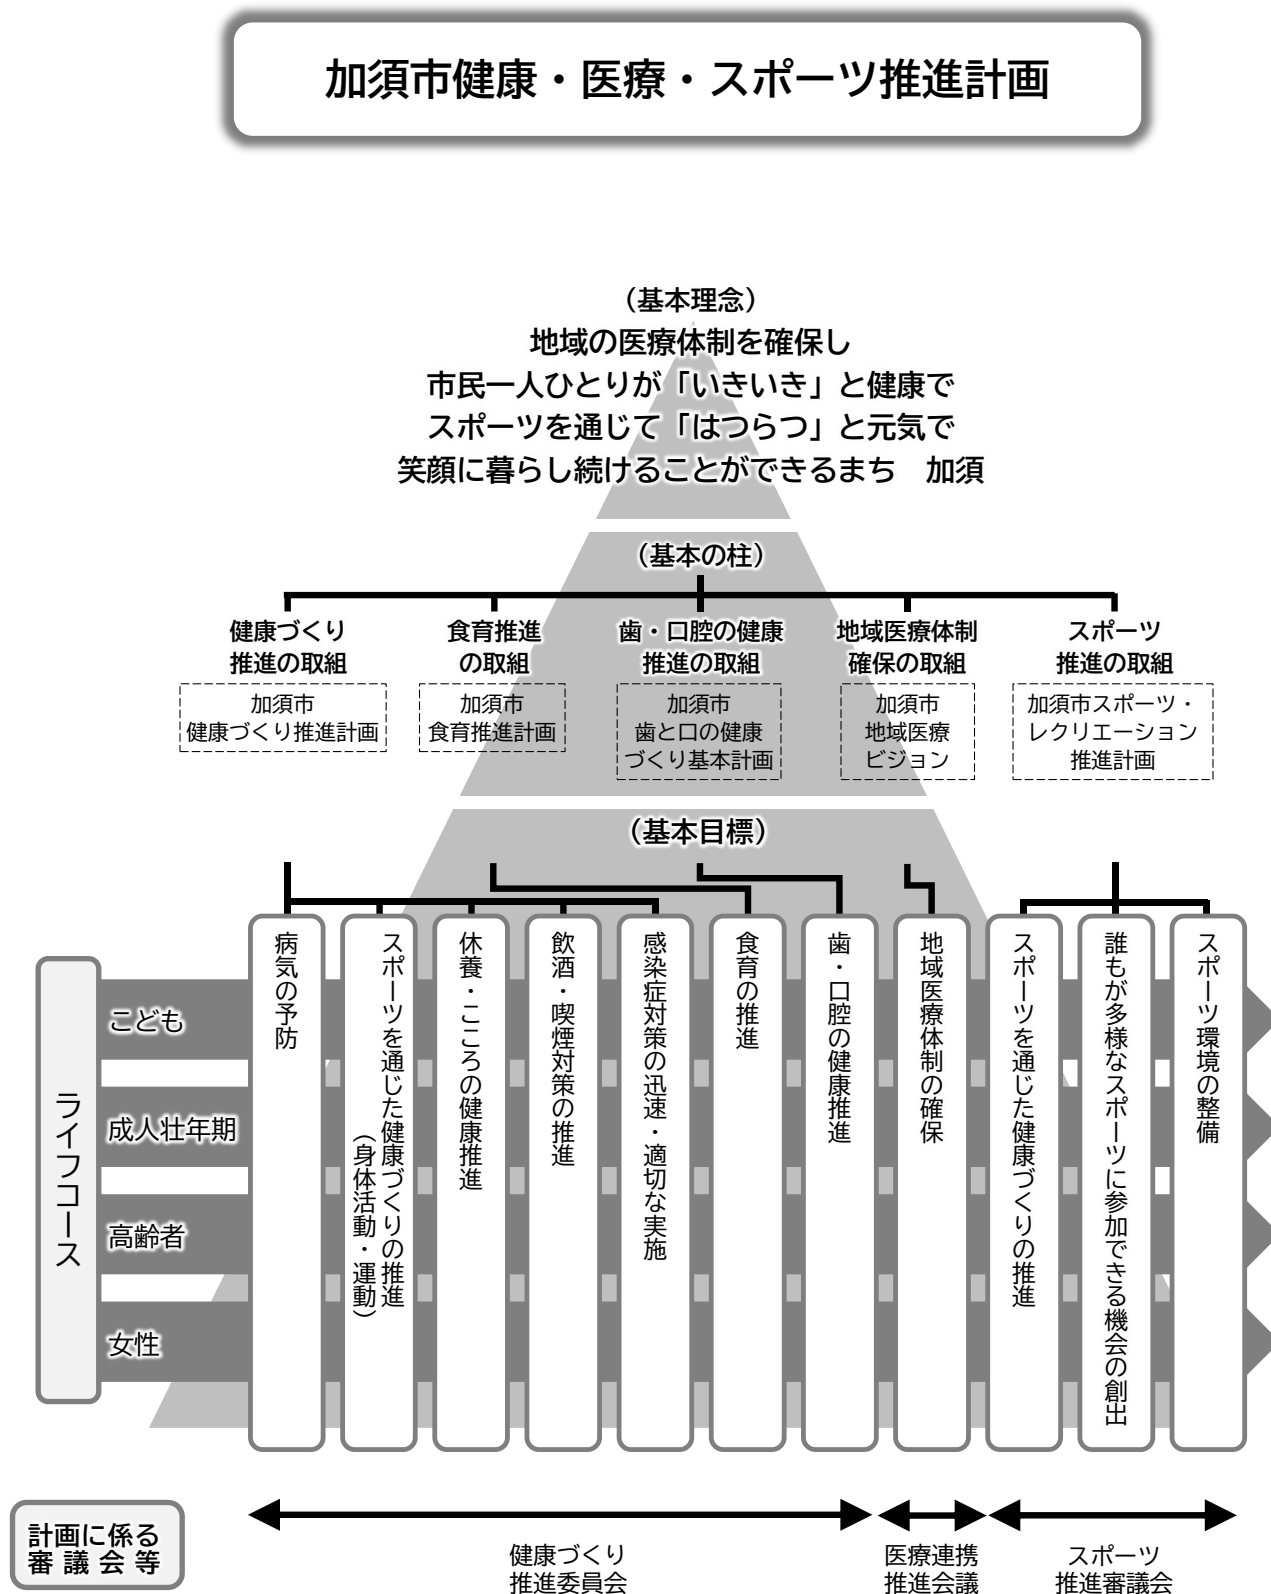 加須市健康・医療・スポーツ推進計画
（基本理念）
地域の医療体制を確保し
市民一人ひとりが「いきいき」と健康で
スポーツを通じて「はつらつ」と元気で
笑顔に暮らし続けることができるまち　加須
（基本の柱）
健康づくり
推進の取組
加須市
健康づくり推進計画
食育推進
の取組
加須市
食育推進計画
歯・口腔の健康
推進の取組
加須市
歯と口の健康
づくり基本計画
地域医療体制
確保の取組
加須市
地域医療
ビジョン
スポーツ
推進の取組
加須市スポーツ・
レクリエーション
推進計画
（基本目標）
病気の予防
スポーツを通じた健康づくりの推進
（身体活動・運動）
休養・こころの健康推進
飲酒・喫煙対策の推進
感染症対策の迅速・適切な実施
食育の推進
歯・口腔の健康推進
地域医療体制の確保
スポーツを通じた健康づくりの推進
誰もが多様なスポーツに参加できる機会の創出
スポーツ環境の整備
ライフコース
こども
成人壮年期
高齢者
女性
計画に係る
審議会等
健康づくり
推進委員会
医療連携
推進会議
スポーツ
推進審議会